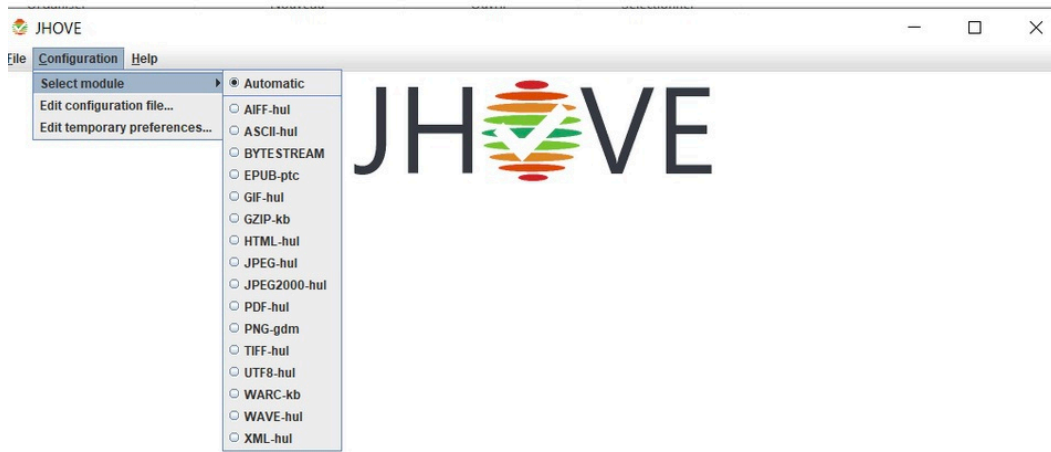 JHOVE
File Configuration Help
Select module
Edit configuration file...
Edit temporary preferences...
Automatic
AIFF-hul
ASCII-hul
BYTESTREAM
EPUB-ptc
GIF-hul
GZIP-kb
HTML-hul
JPEG-hul
JPEG2000-hul
PDF-hul
PNG-gdm
TIFF-hul
UTF8-hul
WARC-kb
WAVE-hul
XML-hul
JHOVE